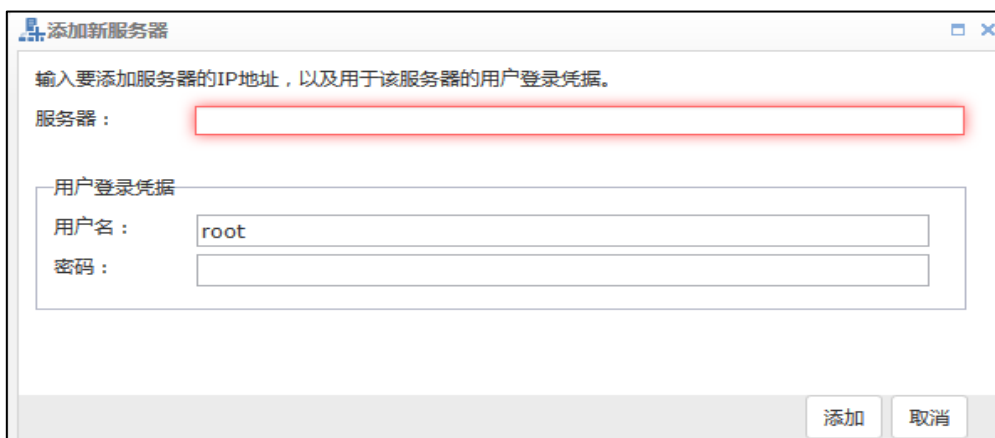 添加新服务器
输入要添加服务器的IP地址，以及用于该服务器的用户登录凭据。
服务器：
用户登录凭据
用户名： root
密码：
添加 取消